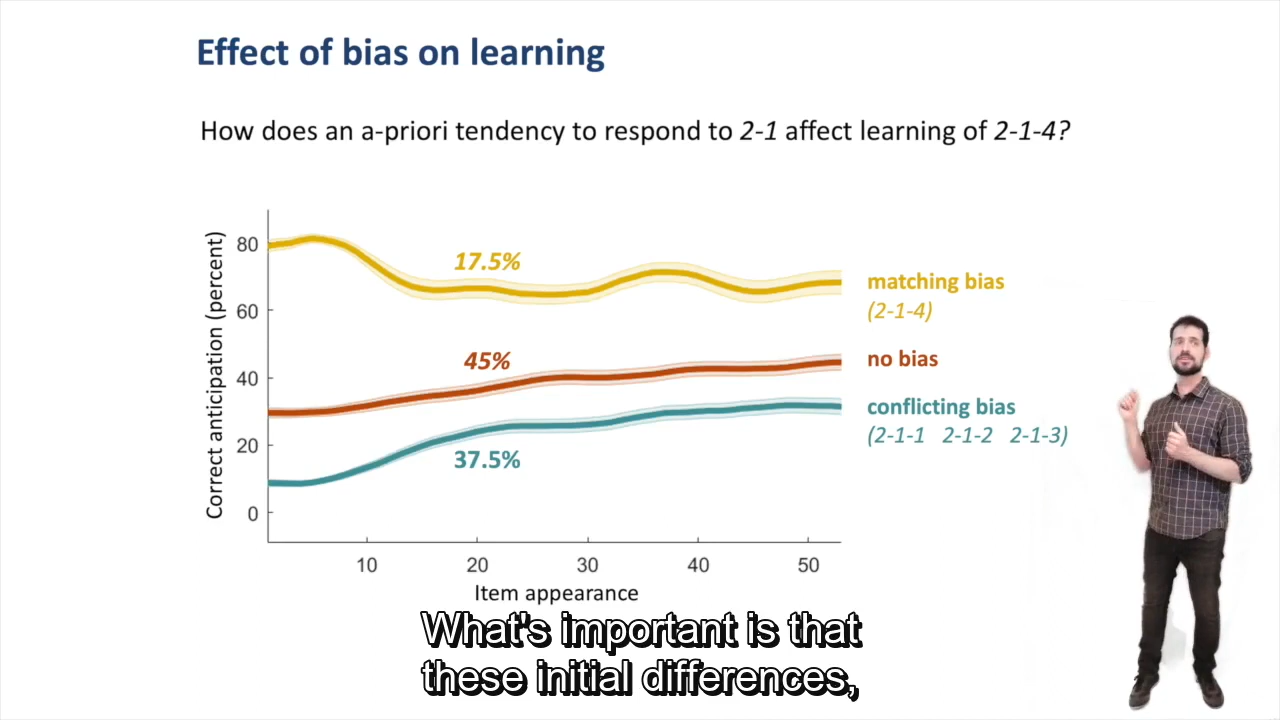 Effect of bias on learning
How does an a-priori tendency to respond to 2-1 affect learning of 2-1-4?
Correct anticipation (percent)
80
60
40
20
0
17.5%
45%
37.5%
matching bias
(2-1-4)
no bias
conflicting bias
(2-1-1 2-1-2 2-1-3)
10 20 30 40 50
Item appearance
What's important is that
these initial differences,